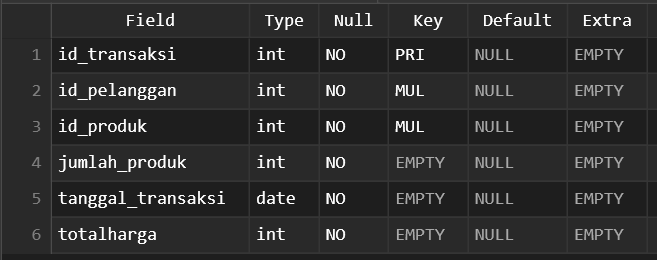 Field Type Null Key Default Extra
1 id_transaksi int NO PRI NULL EMPTY
2 id_pelanggan int NO MUL NULL EMPTY
3 id_produk int NO MUL NULL EMPTY
4 jumlah_produk int NO EMPTY NULL EMPTY
5 tanggal_transaksi date NO EMPTY NULL EMPTY
6 totalharga int NO EMPTY NULL EMPTY